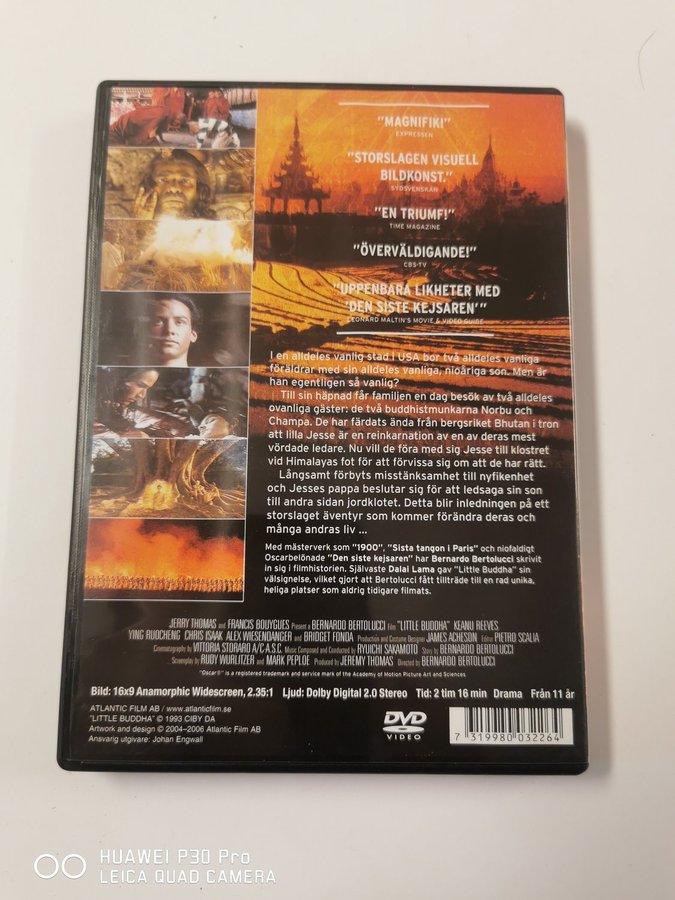 "MAGNIFIK!"
EXPRESSEN
"STORSLAGEN VISUELL
BILDKONST."
SYDSVENSKAN
"EN TRIUMF!"
TIME MAGAZINE
"ÖVERVÄLDIGANDE!"
CBS-TV
"UPPENBARA LIKHETER MED
'DEN SISTE KEJSAREN'"
LEONARD MALTIN'S MOVIE & VIDEO GUIDE
I en alldeles vanlig stad i USA bor två alldeles vanliga
föräldrar med sin alldeles vanliga, nioåriga son. Men är
han egentligen så vanlig?
Till sin häpnad får familjen en dag besök av två alldeles
ovanliga gäster: de två buddhistmunkarna Norbu och
Champa. De har färdats ända från bergsriket Bhutan i tron
att lilla Jesse är en reinkarnation av en av deras mest
vördade ledare. Nu vill de föra med sig Jesse till klostret
vid Himalayas fot för att förvissa sig om att de har rätt.
Långsamt förbyts misstänksamhet till nyfikenhet
och Jesses pappa beslutar sig för att ledsaga sin son
till andra sidan jordklotet. Detta blir inledningen på ett
storslaget äventyr som kommer förändra deras och
många andras liv ...
Med mästerverk som "1900", "Sista tangon i Paris" och niofaldigt
Oscarbelönade "Den siste kejsaren" har Bernardo Bertolucci skrivit
in sig i filmhistorien. Självaste Dalai Lama gav "Little Buddha" sin
välsignelse, vilket gjort att Bertolucci fått tillträde till en rad unika,
heliga platser som aldrig tidigare filmats.
JERRY THOMAS and FRANCIS BOUYGUES Present a BERNARDO BERTOLUCCI Film "LITTLE BUDDHA" KEANU REEVES
YING RUOCHENG CHRIS ISAAK ALEX WIESENDANGER and BRIDGET FONDA Production and Costume Designer JAMES ACHESON Editor PIETRO SCALIA
Cinematography by VITTORIA STORARO A/C.A.S.C. Music Composed and Conducted by RYUICHI SAKAMOTO Story by BERNARDO BERTOLUCCI
Screenplay by RUDY WURLITZER and MARK PEPLOE Produced by JEREMY THOMAS Directed by BERNARDO BERTOLUCCI
"Oscar® is a registered trademark and service mark of the Academy of Motion Picture Art and Sciences
Bild: 16x9 Anamorphic Widescreen, 2.35:1 Ljud: Dolby Digital 2.0 Stereo Tid: 2 tim 16 min Drama Från 11 år
ATLANTIC FILM AB / www.atlanticfilm.se
"LITTLE BUDDHA" © 1993 CIBY DA
Artwork and design © 2004–2006 Atlantic Film AB
Ansvarig utgivare: Johan Engwall
DVD
VIDEO
7 319980 032264
HUAWEI P30 Pro
LEICA QUAD CAMERA